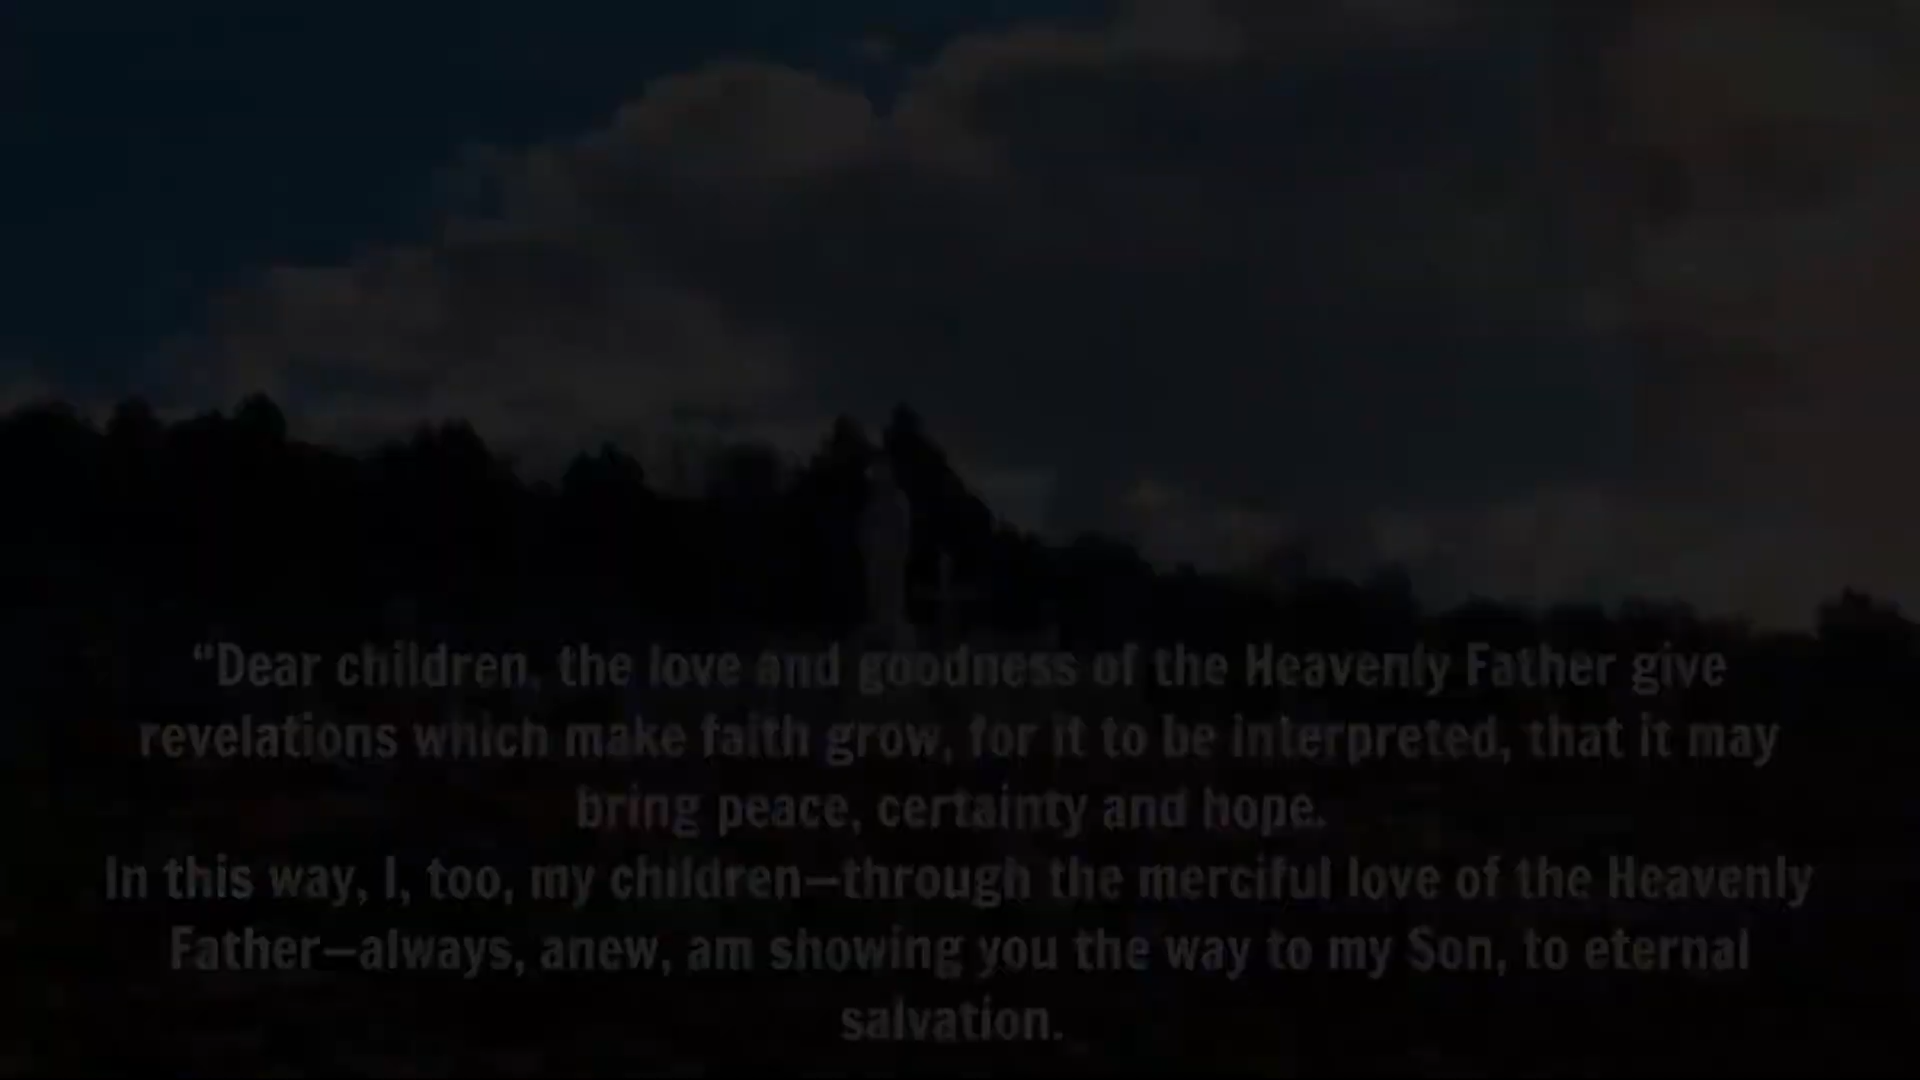 “Dear children, the love and goodness of the Heavenly Father give
revelations which make faith grow, for it to be interpreted, that it may
bring peace, certainty and hope.
In this way, I, too, my children—through the merciful love of the Heavenly
Father—always, anew, am showing you the way to my Son, to eternal
salvation.